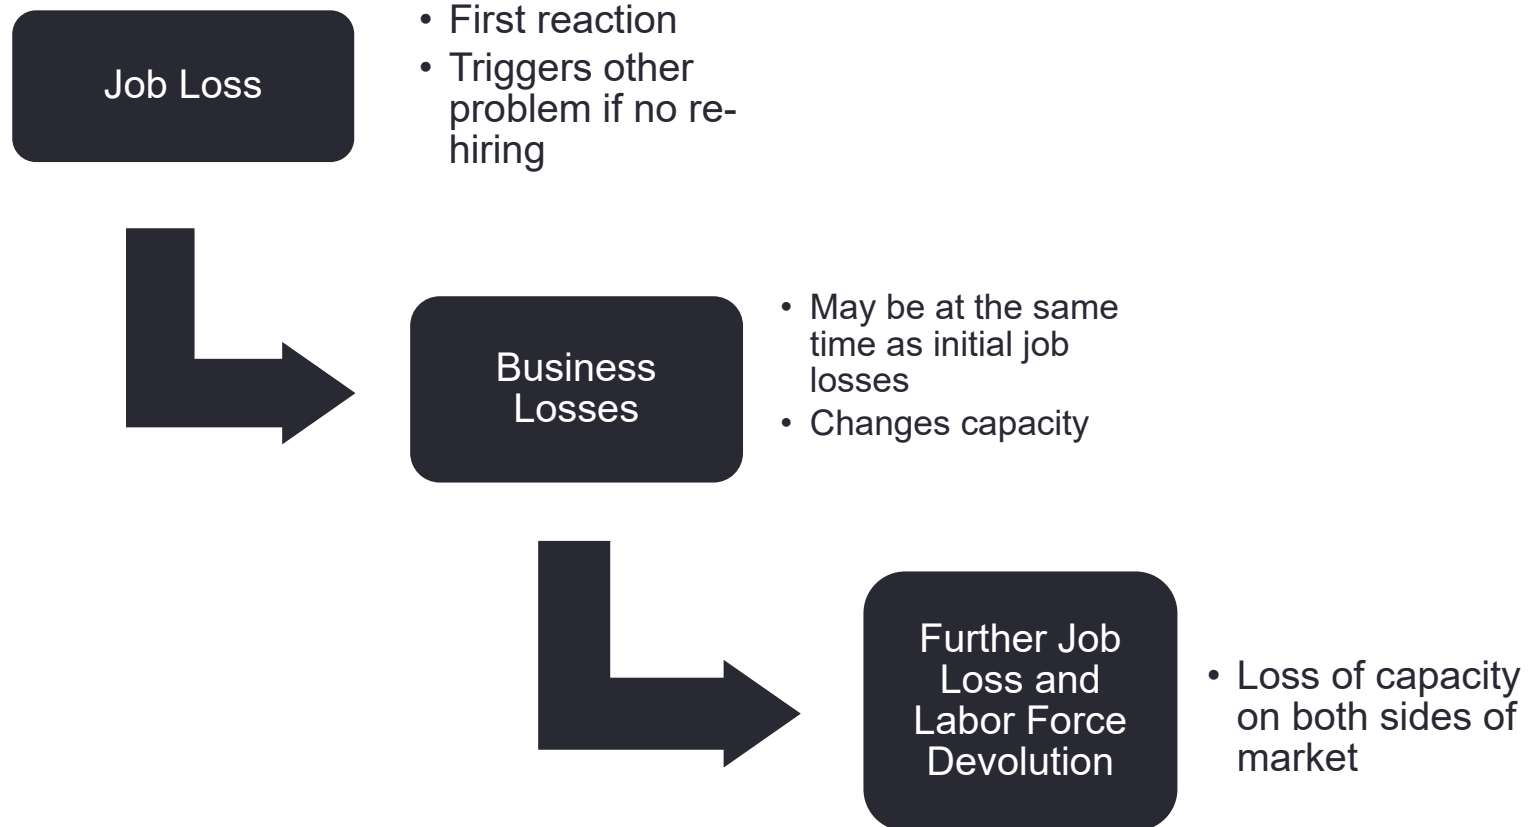 Job Loss
• First reaction
• Triggers other
problem if no re-
hiring
Business
Losses
• May be at the same
time as initial job
losses
• Changes capacity
Further Job
Loss and
Labor Force
Devolution
• Loss of capacity
on both sides of
market